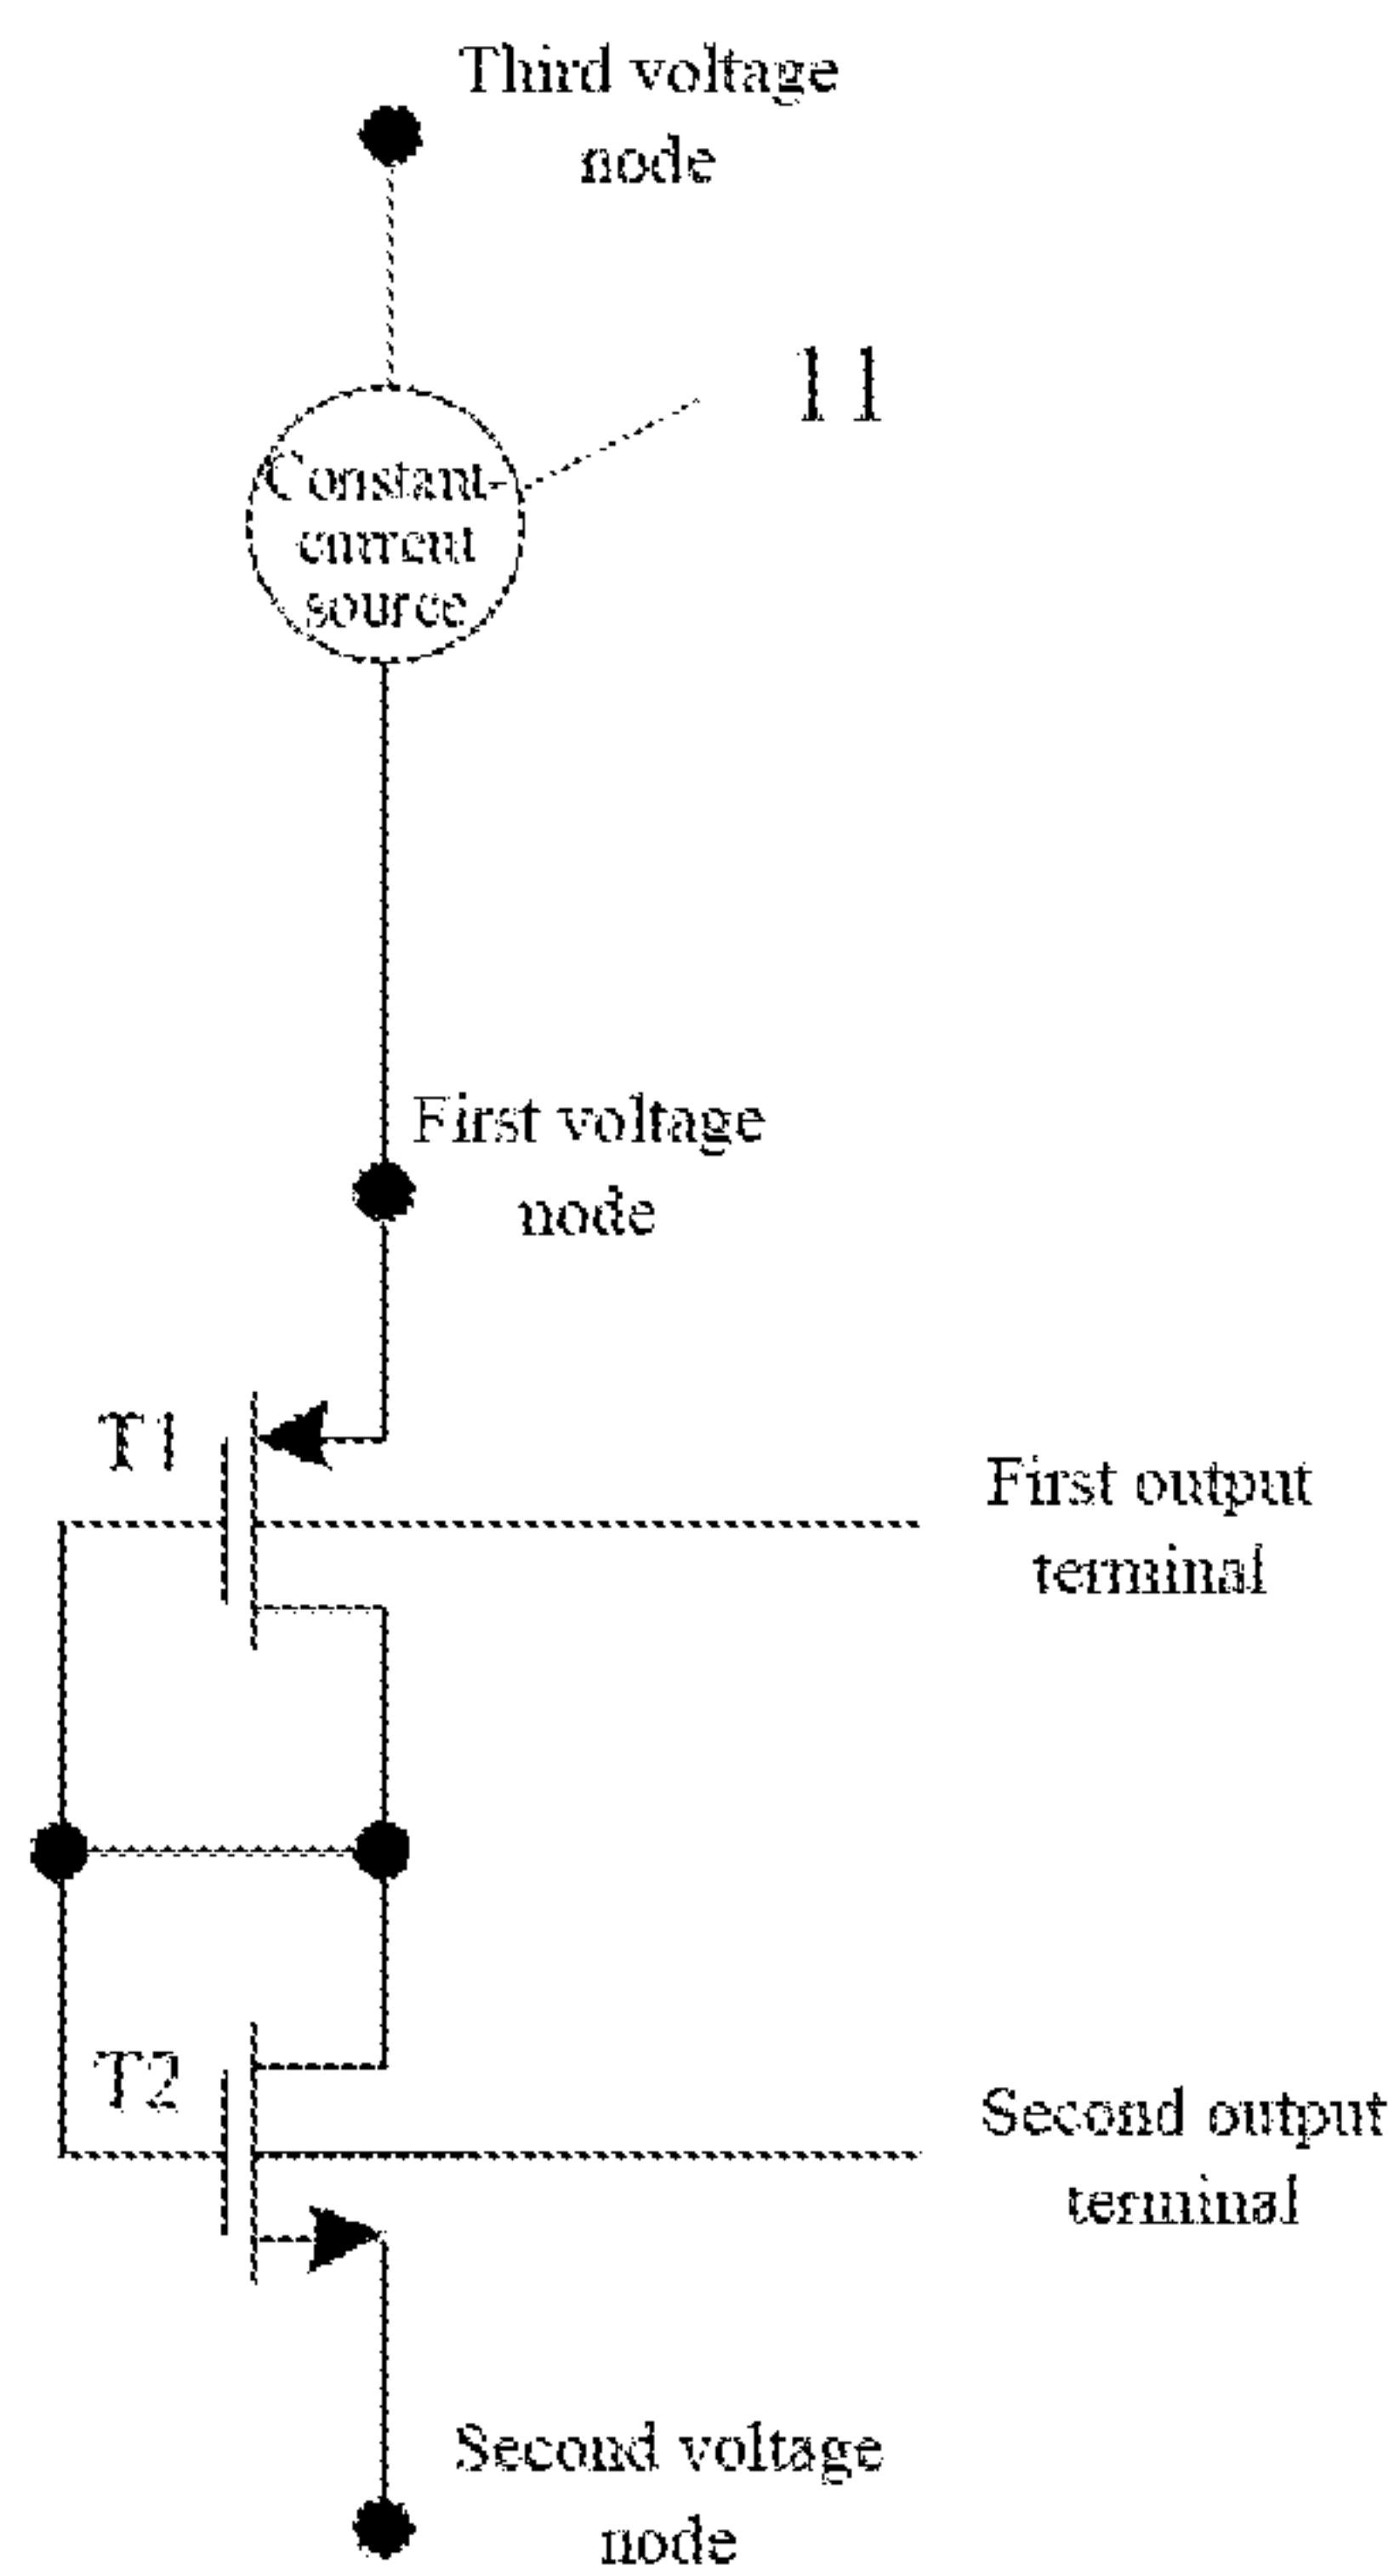 Third voltage
node
11
Constant-
current
source
First voltage
node
T1
First output
terminal
T2
Second output
terminal
Second voltage
node